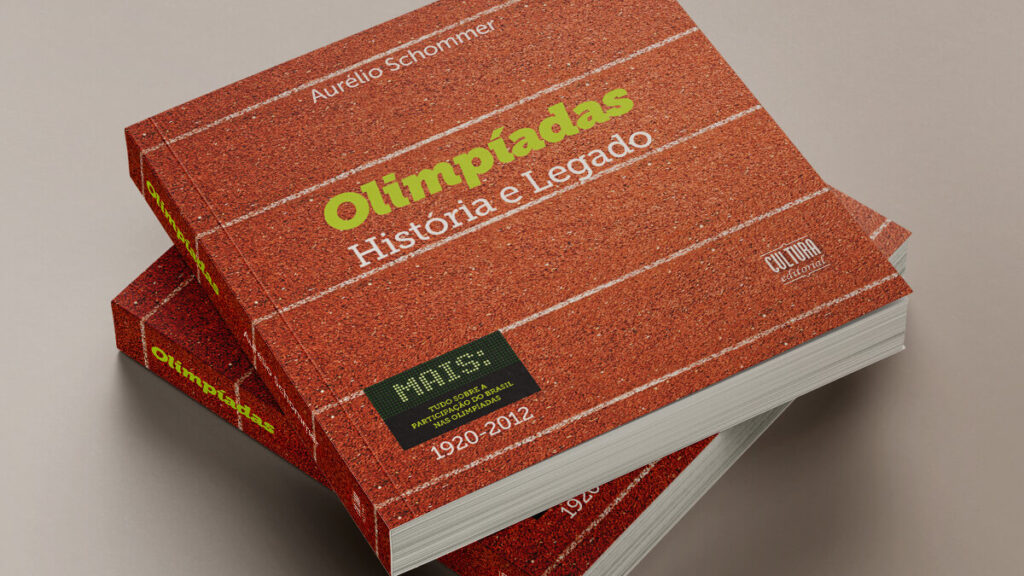 Aurélio Schommer
Olimpíadas
História e Legado
CULTURA
editorial
MAIS:
TUDO SOBRE A
PARTICIPAÇÃO DO BRASIL
NAS OLIMPÍADAS
1920-2012
Olimpíadas
Olimpíadas